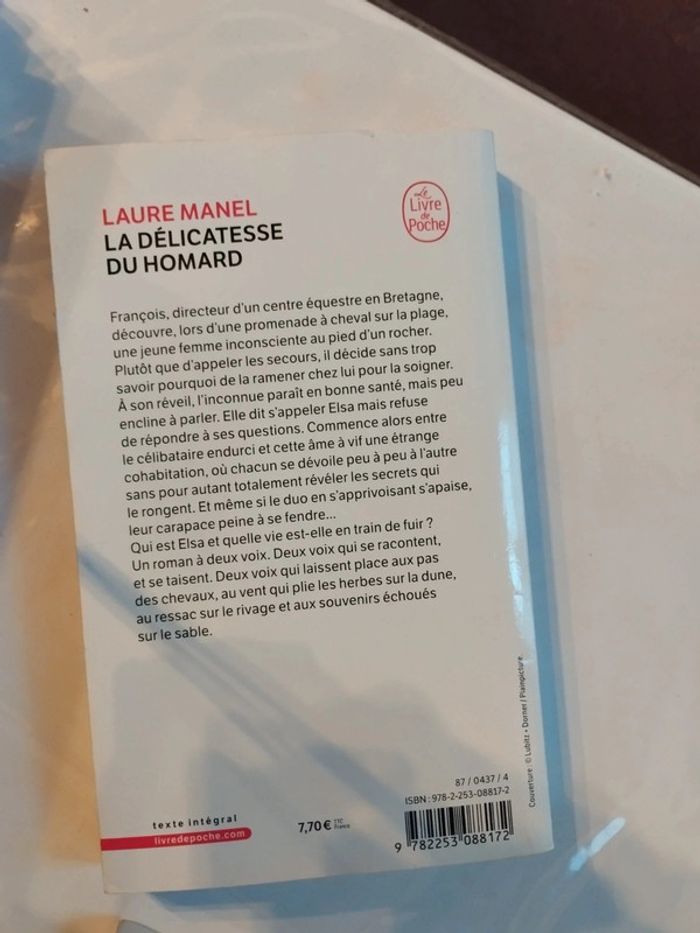 LAURE MANEL
LA DÉLICATESSE
DU HOMARD
Le
Livre
de
Poche
François, directeur d'un centre équestre en Bretagne,
découvre, lors d'une promenade à cheval sur la plage,
une jeune femme inconsciente au pied d'un rocher.
Plutôt que d'appeler les secours, il décide sans trop
savoir pourquoi de la ramener chez lui pour la soigner.
À son réveil, l'inconnue paraît en bonne santé, mais peu
encline à parler. Elle dit s'appeler Elsa mais refuse
de répondre à ses questions. Commence alors entre
le célibataire endurci et cette âme à vif une étrange
cohabitation, où chacun se dévoile peu à peu à l'autre
sans pour autant totalement révéler les secrets qui
le rongent. Et même si le duo en s'apprivoisant s'apaise,
leur carapace peine à se fendre...
Qui est Elsa et quelle vie est-elle en train de fuir ?
Un roman à deux voix. Deux voix qui se racontent,
et se taisent. Deux voix qui laissent place aux pas
des chevaux, au vent qui plie les herbes sur la dune,
au ressac sur le rivage et aux souvenirs échoués
sur le sable.
Couverture : © Lubitz + Dorner / Plainpicture.
87 / 0437 / 4
ISBN : 978-2-253-08817-2
texte intégral
livredepoche.com
7,70 € TTC
France
9 782253 088172